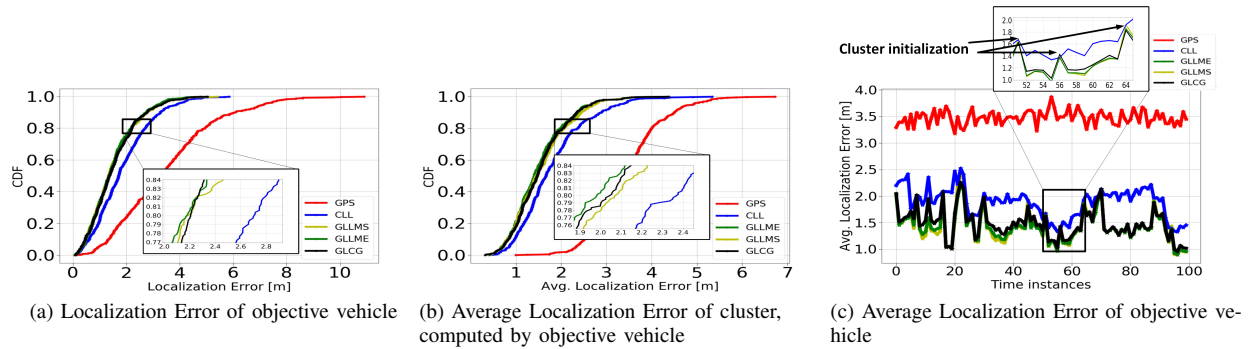 1.0
0.8
0.6
0.4
0.2
0.0
CDF
0.84
0.83
0.82
0.81
0.80
0.79
0.78
0.77
2.0 2.2 2.4 2.6 2.8
GPS
CLL
GLLMS
GLLME
GLCG
0 2 4 6 8 10
Localization Error [m]
(a) Localization Error of objective vehicle
1.0
0.8
0.6
0.4
0.2
0.0
CDF
0.84
0.83
0.82
0.80
0.79
0.78
0.76
1.9 2.0 2.1 2.2 2.3 2.4
GPS
CLL
GLLME
GLLMS
GLCG
1 2 3 4 5 6 7
Avg. Localization Error [m]
(b) Average Localization Error of cluster,
computed by objective vehicle
Cluster initialization
2.0
1.8
1.6
1.4
1.2
1.0
52 54 56 58 60 62 64
GPS
CLL
GLLME
GLLMS
GLCG
4.0
3.5
3.0
2.5
2.0
1.5
1.0
Avg. Localization Error [m]
0 20 40 60 80 100
Time instances
(c) Average Localization Error of objective ve-
hicle